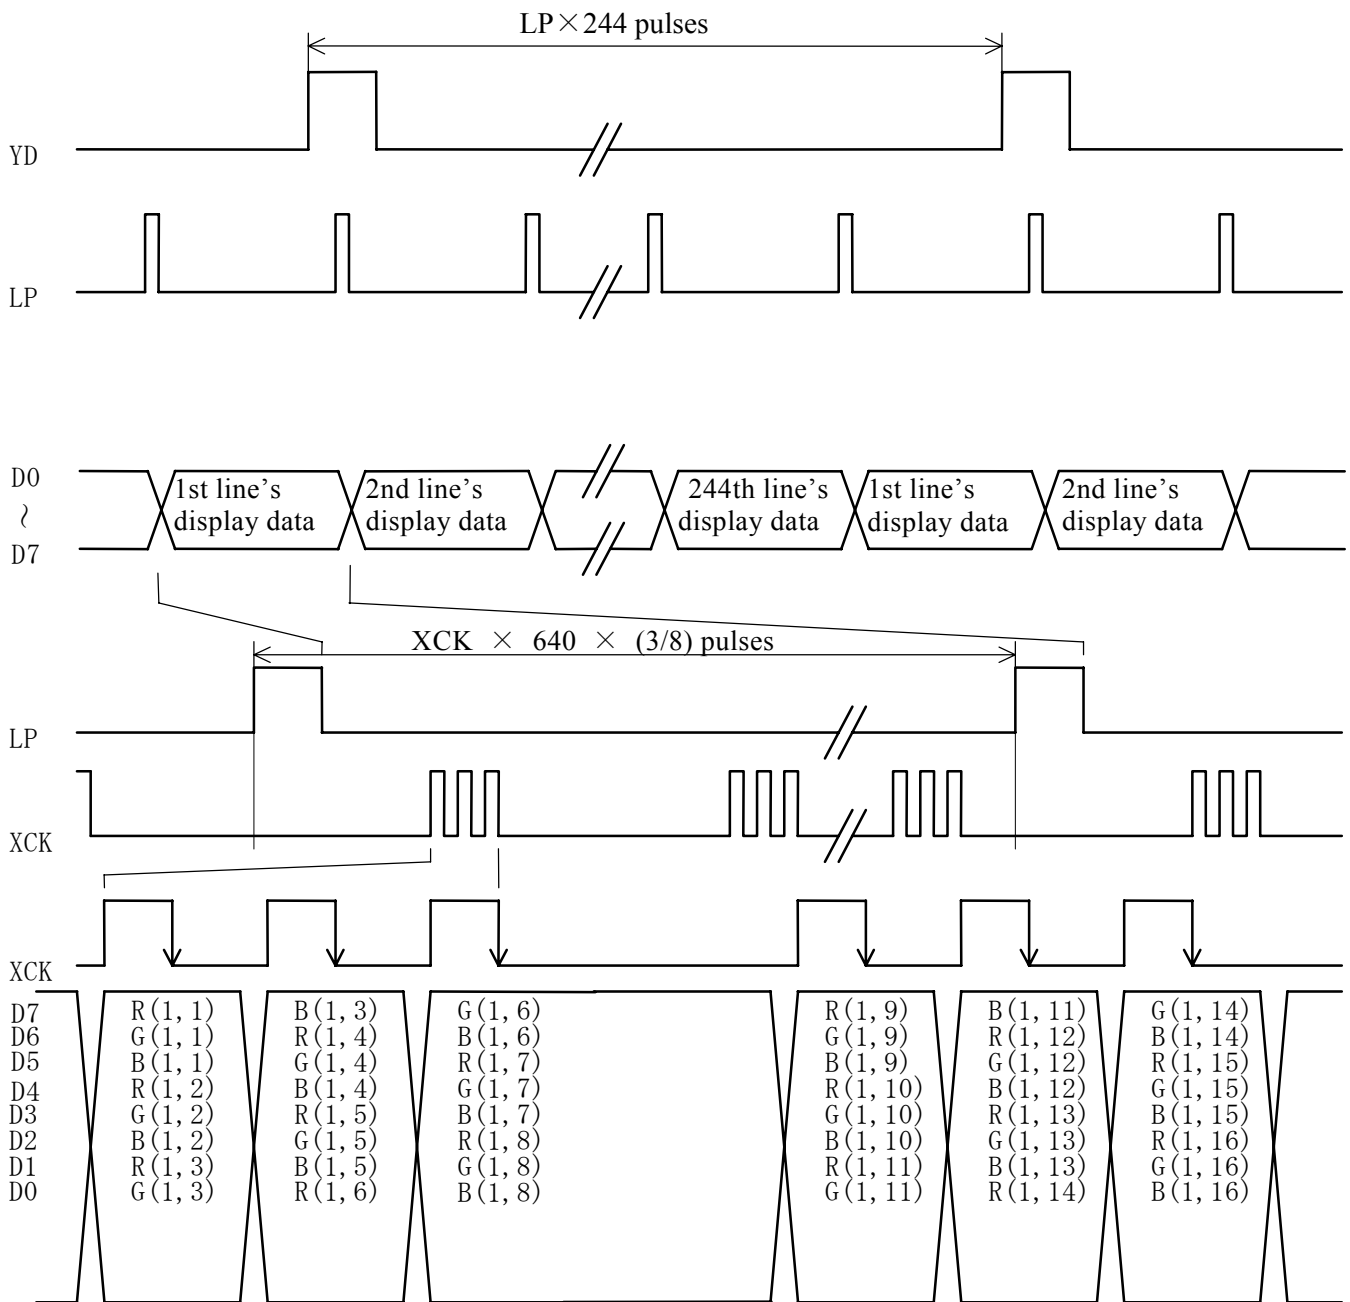 LP×244 pulses
YD
LP
D0
~
D7
1st line's
display data
2nd line's
display data
244th line's
display data
1st line's
display data
2nd line's
display data
XCK × 640 × (3/8) pulses
LP
XCK
XCK
D7 R(1,1) B(1,3) G(1,6) R(1,9) B(1,11) G(1,14)
D6 G(1,1) R(1,4) B(1,6) G(1,9) R(1,12) B(1,14)
D5 B(1,1) G(1,4) R(1,7) B(1,9) G(1,12) R(1,15)
D4 R(1,2) B(1,4) G(1,7) R(1,10) B(1,12) G(1,15)
D3 G(1,2) R(1,5) B(1,7) G(1,10) R(1,13) B(1,15)
D2 B(1,2) G(1,5) R(1,8) B(1,10) G(1,13) R(1,16)
D1 R(1,3) B(1,5) G(1,8) R(1,11) B(1,13) G(1,16)
D0 G(1,3) R(1,6) B(1,8) G(1,11) R(1,14) B(1,16)